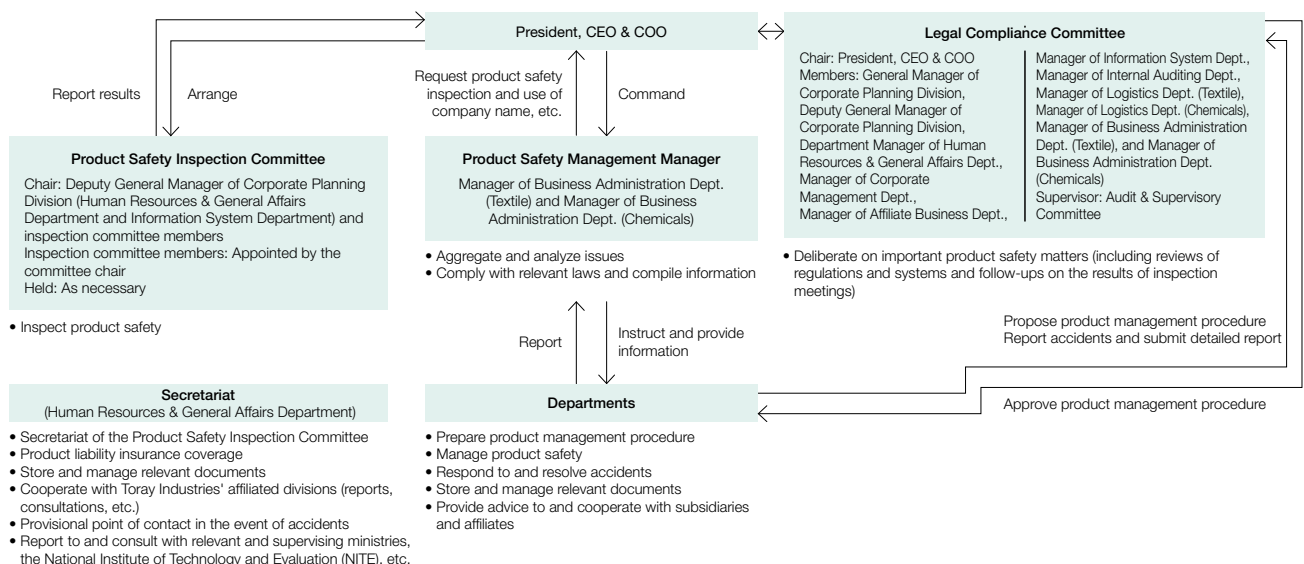 President, CEO & COO
Report results
Arrange
Request product safety
inspection and use of
company name, etc.
Command
Legal Compliance Committee
Chair: President, CEO & COO
Members: General Manager of
Corporate Planning Division,
Deputy General Manager of
Corporate Planning Division,
Department Manager of Human
Resources & General Affairs Dept.,
Manager of Corporate
Management Dept.,
Manager of Affiliate Business Dept.,
Manager of Information System Dept.,
Manager of Internal Auditing Dept.,
Manager of Logistics Dept. (Textile),
Manager of Logistics Dept. (Chemicals),
Manager of Business Administration
Dept. (Textile), and Manager of
Business Administration Dept.
(Chemicals)
Supervisor: Audit & Supervisory
Committee
• Deliberate on important product safety matters (including reviews of
regulations and systems and follow-ups on the results of inspection
meetings)
Product Safety Inspection Committee
Chair: Deputy General Manager of Corporate Planning
Division (Human Resources & General Affairs
Department and Information System Department) and
inspection committee members
Inspection committee members: Appointed by the
committee chair
Held: As necessary
• Inspect product safety
Product Safety Management Manager
Manager of Business Administration Dept.
(Textile) and Manager of Business
Administration Dept. (Chemicals)
• Aggregate and analyze issues
• Comply with relevant laws and compile information
Report
Instruct and provide
information
Propose product management procedure
Report accidents and submit detailed report
Approve product management procedure
Secretariat
(Human Resources & General Affairs Department)
• Secretariat of the Product Safety Inspection Committee
• Product liability insurance coverage
• Store and manage relevant documents
• Cooperate with Toray Industries' affiliated divisions (reports,
consultations, etc.)
• Provisional point of contact in the event of accidents
• Report to and consult with relevant and supervising ministries,
the National Institute of Technology and Evaluation (NITE), etc.
Departments
• Prepare product management procedure
• Manage product safety
• Respond to and resolve accidents
• Store and manage relevant documents
• Provide advice to and cooperate with subsidiaries
and affiliates